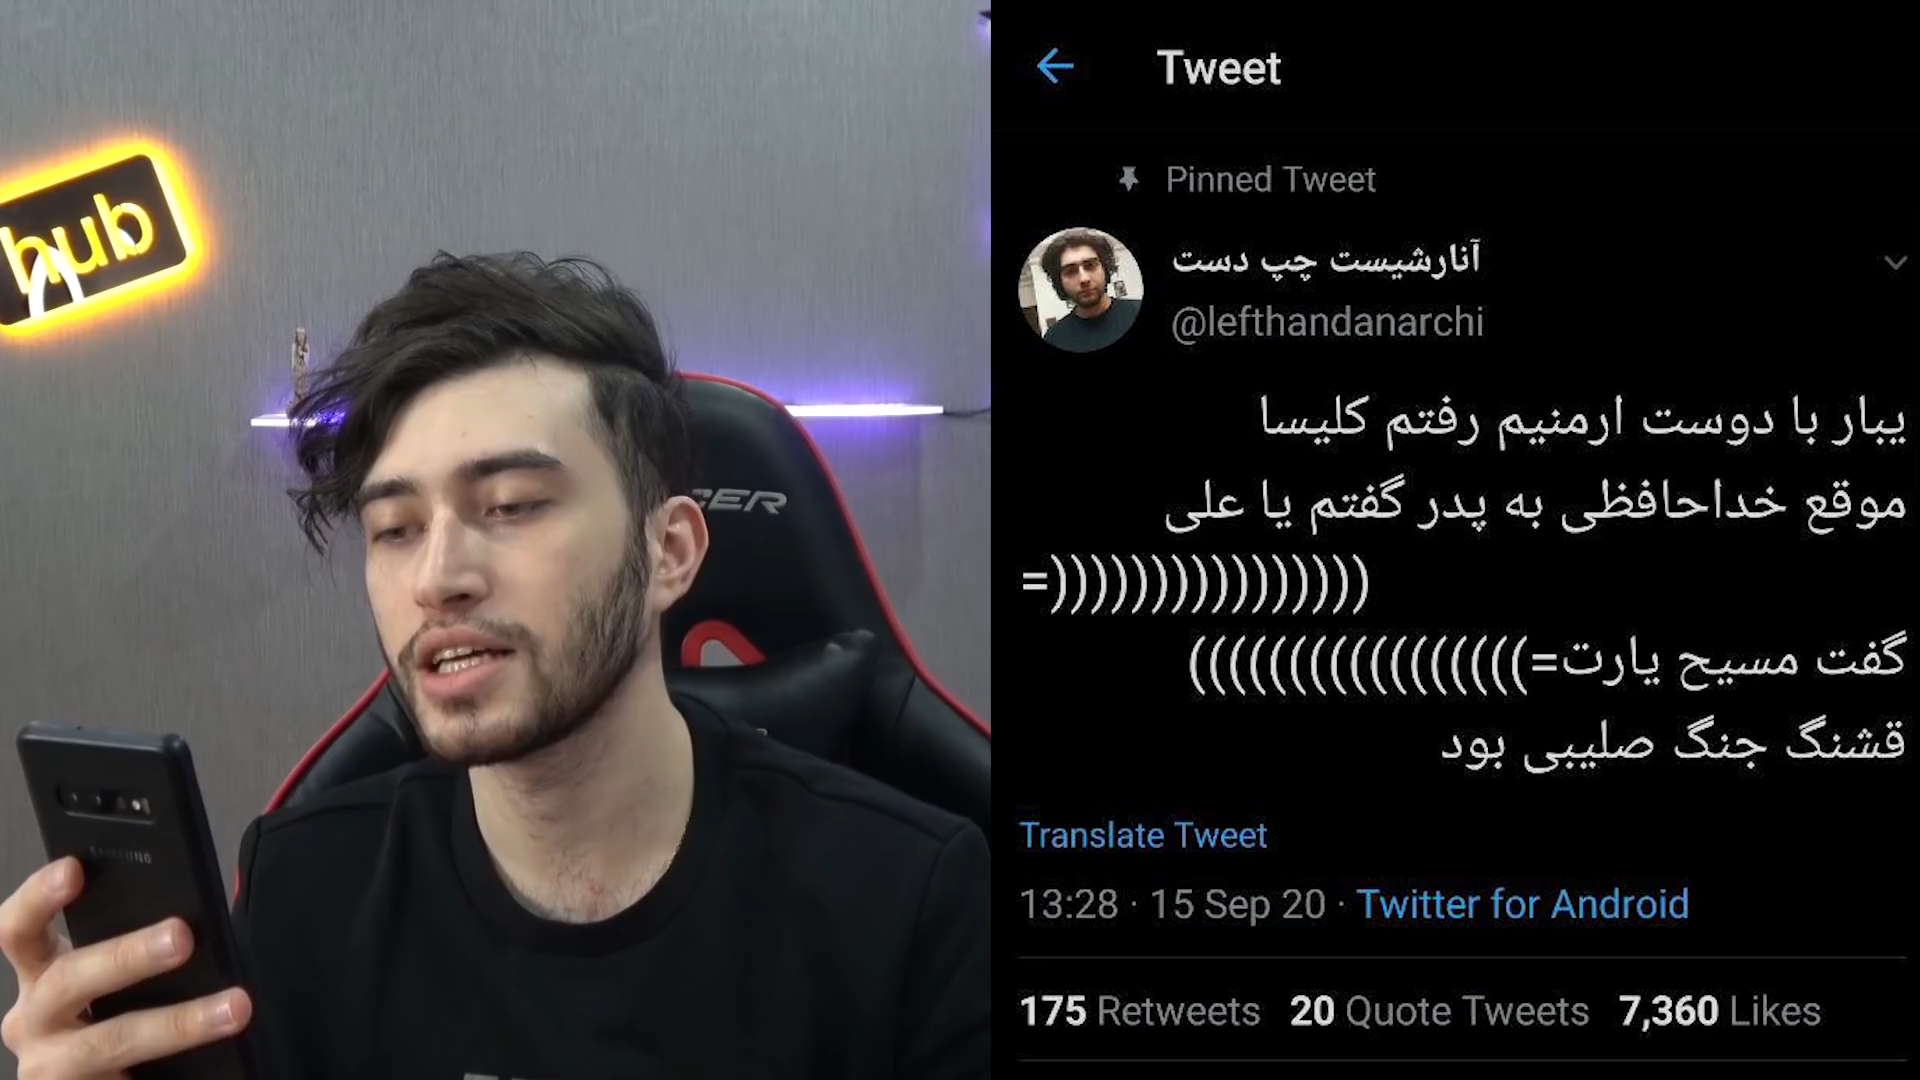 hub
CER
SAMSUNG
Tweet
Pinned Tweet
آنارشیست چپ دست
@lefthandanarchi
یبار با دوست ارمنیم رفتم کلیسا
موقع خداحافظی به پدر گفتم یا علی
=))))))))))))))))
گفت مسیح یارت=)))))))))))))))))
قشنگ جنگ صلیبی بود
Translate Tweet
13:28 · 15 Sep 20 · Twitter for Android
175 Retweets 20 Quote Tweets 7,360 Likes